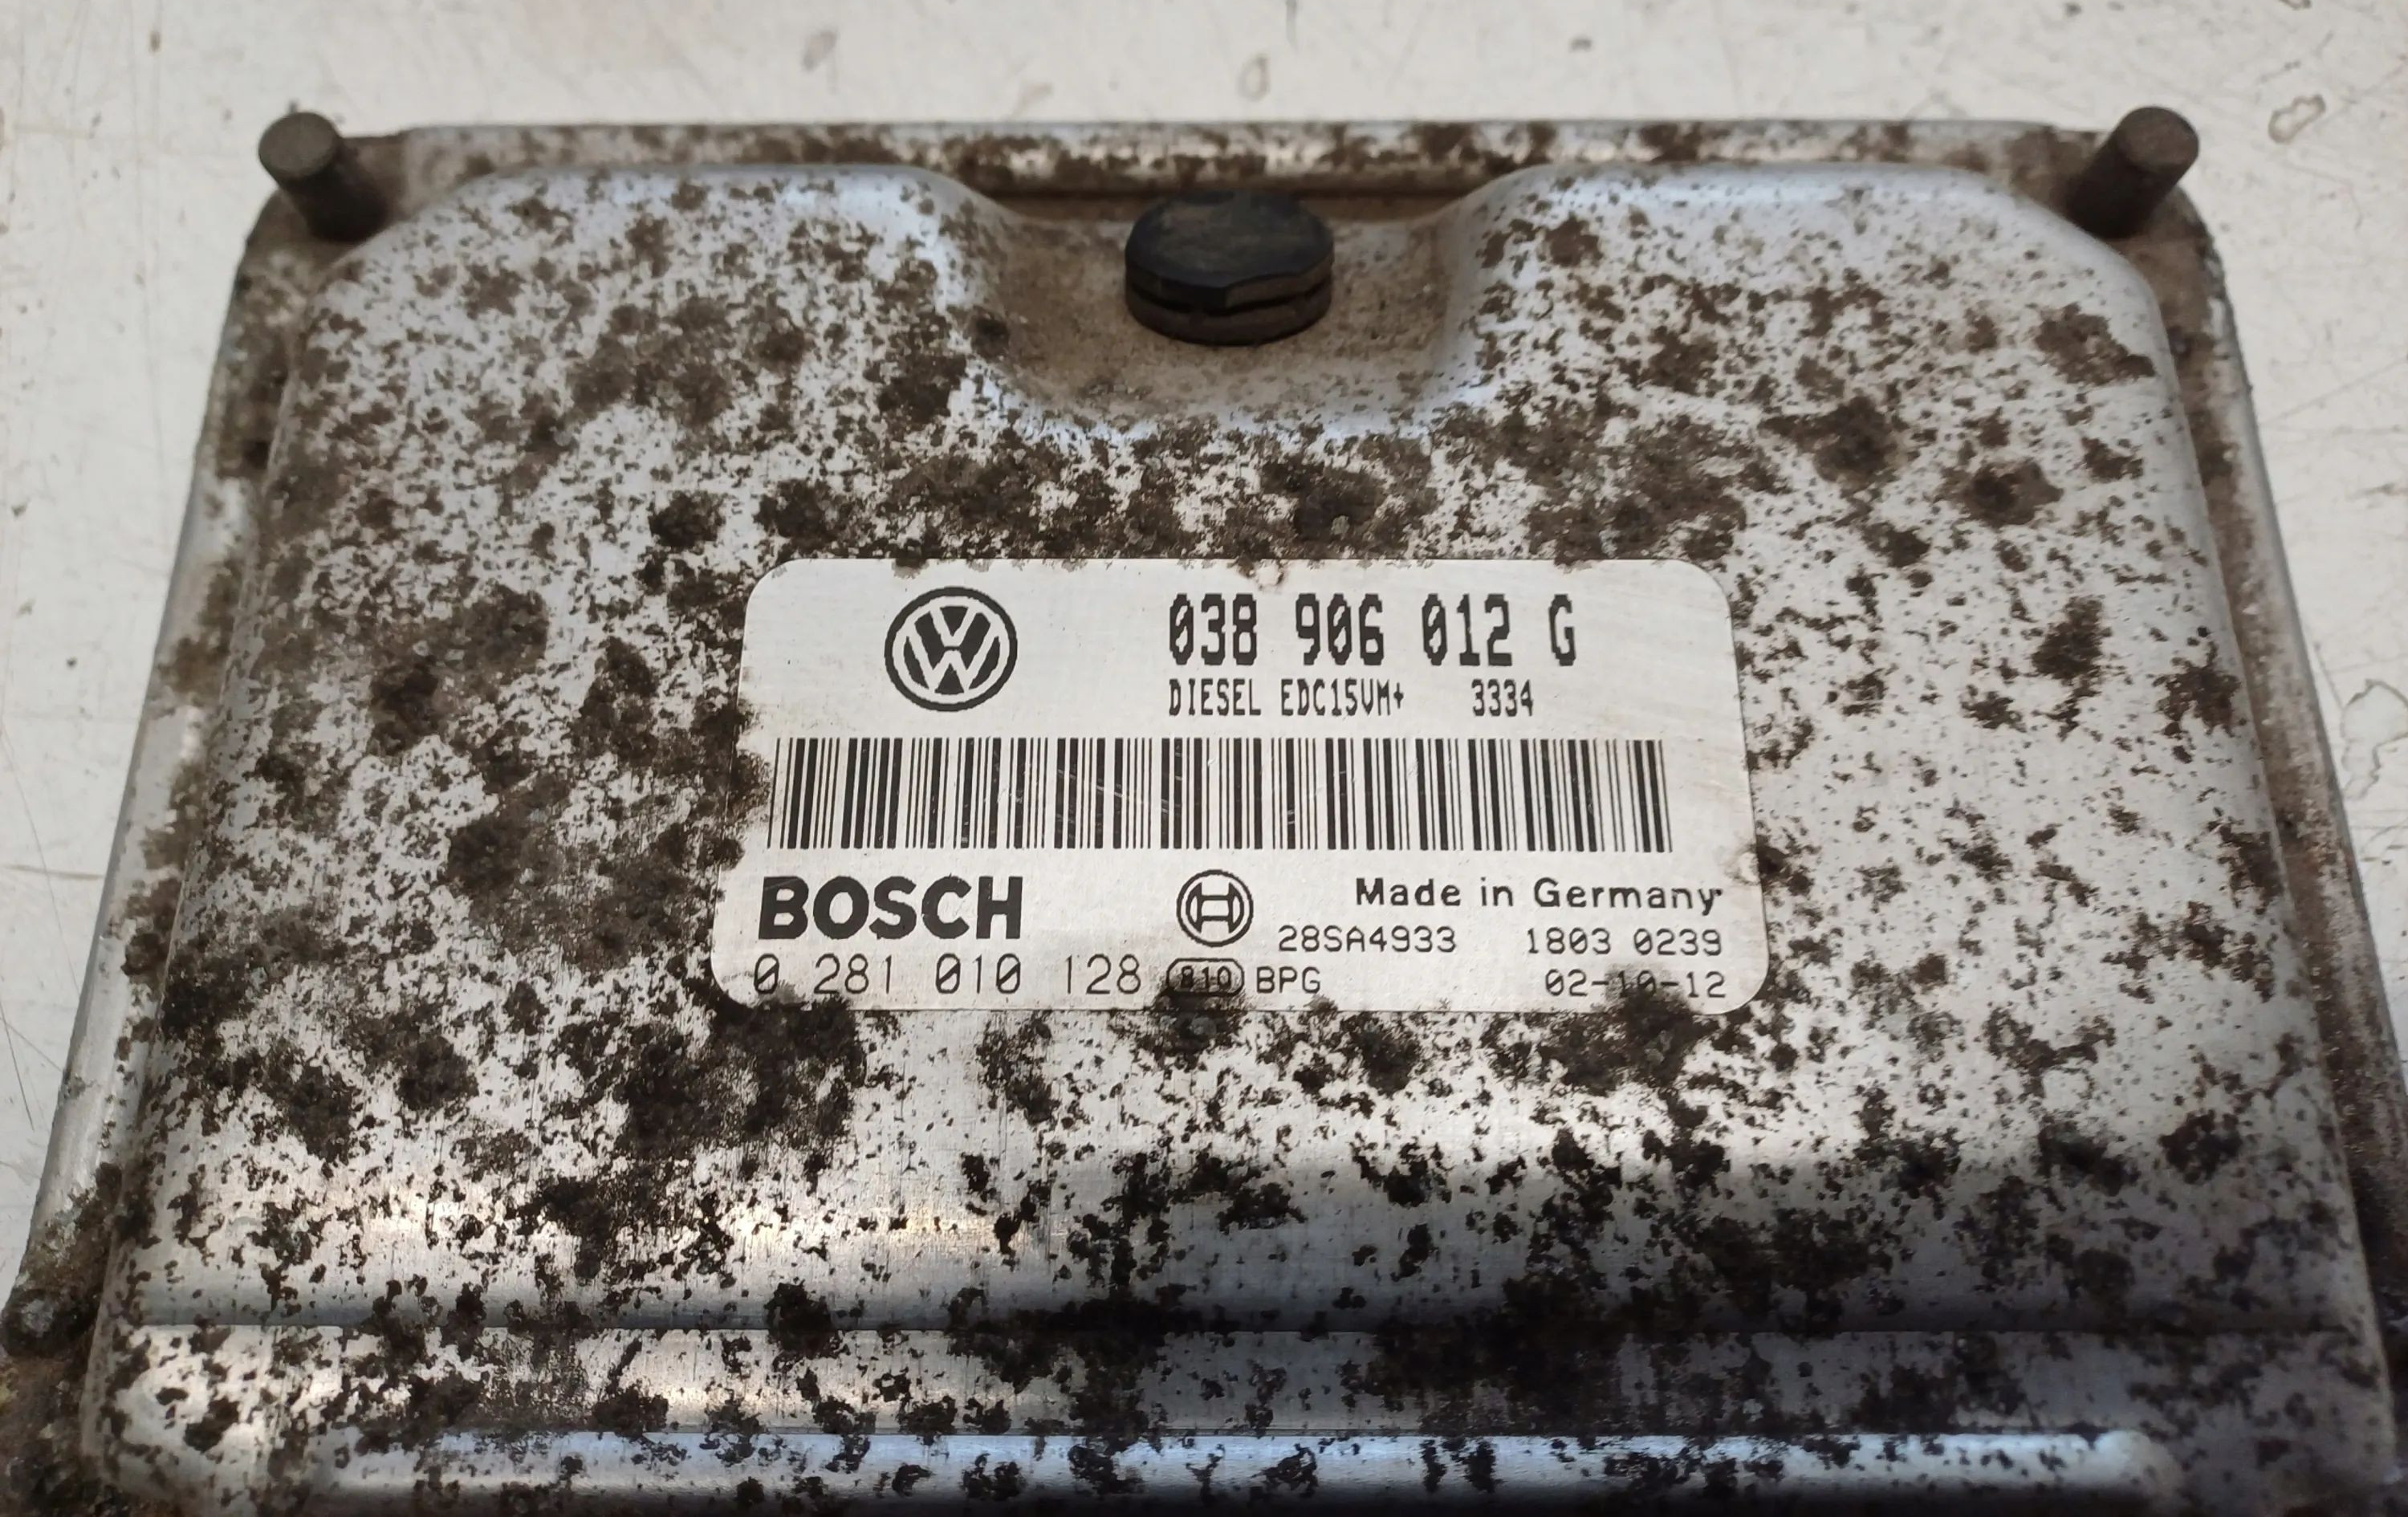 038 906 012 G
DIESEL EDC15VM+ 3334
BOSCH
Made in Germany
28SA4933 1803 0239
0 281 010 128 810 BPG 02-10-12